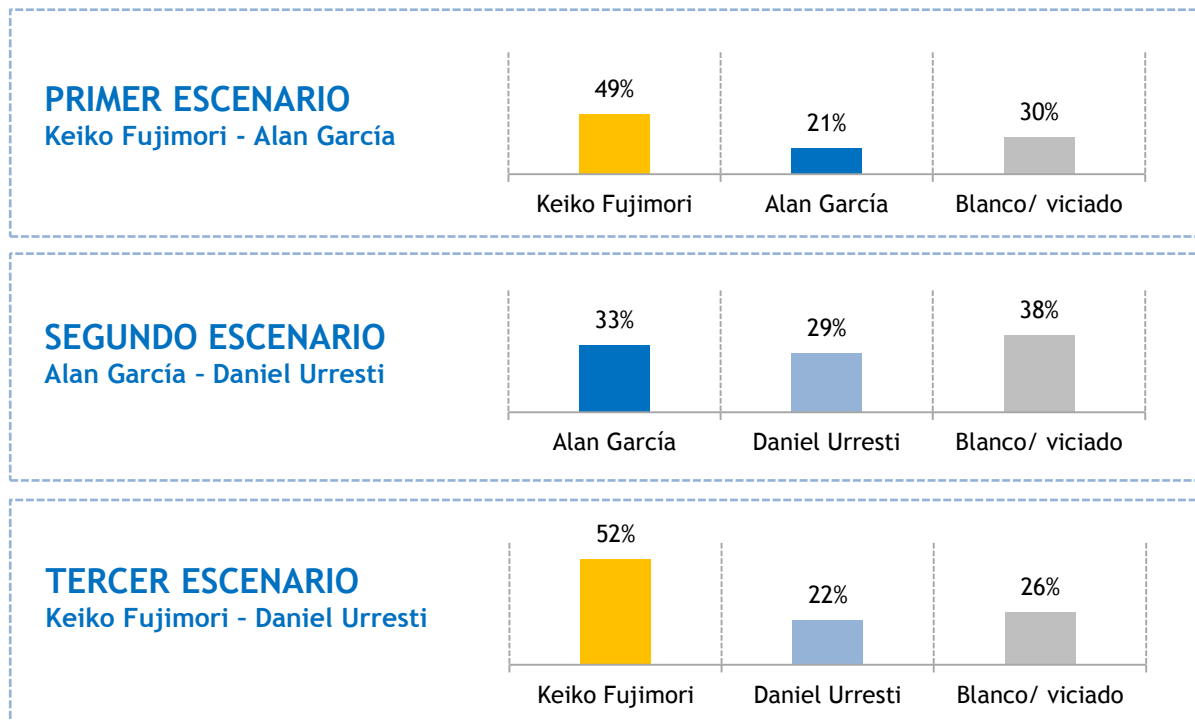 PRIMER ESCENARIO
Keiko Fujimori - Alan García
49%
21%
30%
Keiko Fujimori
Alan García
Blanco/ viciado
SEGUNDO ESCENARIO
Alan García – Daniel Urresti
33%
29%
38%
Alan García
Daniel Urresti
Blanco/ viciado
TERCER ESCENARIO
Keiko Fujimori – Daniel Urresti
52%
22%
26%
Keiko Fujimori
Daniel Urresti
Blanco/ viciado